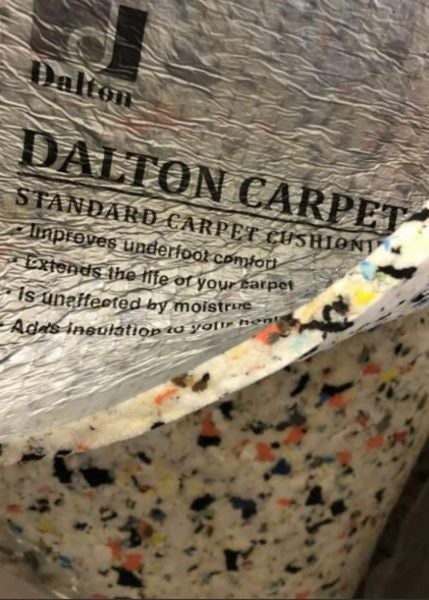 Dalton
DALTON CARPET
STANDARD CARPET CUSHION
• Improves underfoot comfort
• Extends the life of your carpet
• Is unaffected by moistrue
• Adds insulation to your